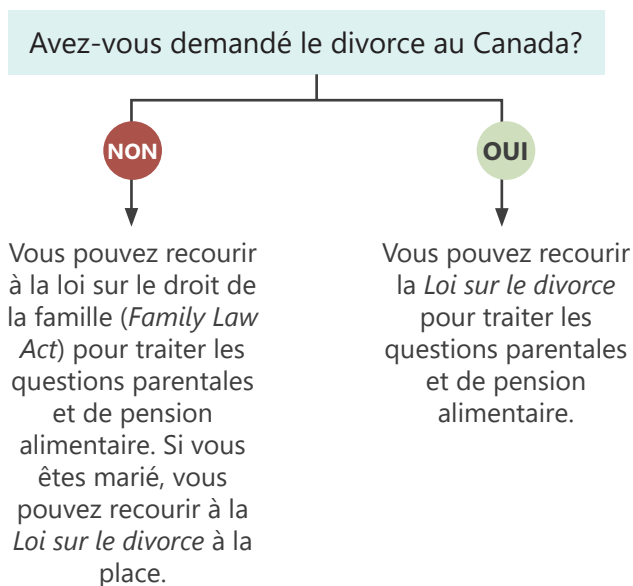 Avez-vous demandé le divorce au Canada?
NON
Vous pouvez recourir
à la loi sur le droit de
la famille (Family Law
Act) pour traiter les
questions parentales
et de pension
alimentaire. Si vous
êtes marié, vous
pouvez recourir à la
Loi sur le divorce à la
place.
OUI
Vous pouvez recourir
la Loi sur le divorce
pour traiter les
questions parentales
et de pension
alimentaire.